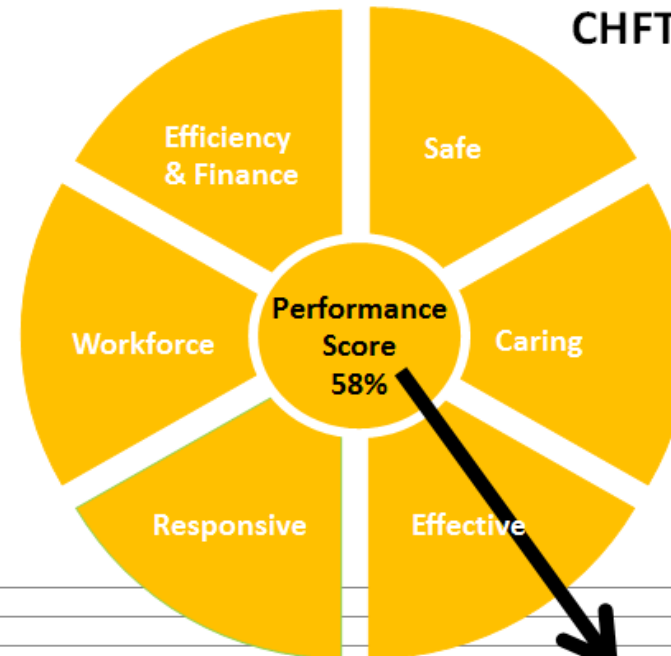 CHFT
Efficiency
& Finance
Safe
Performance
Score
58%
Workforce
Caring
Responsive
Effective